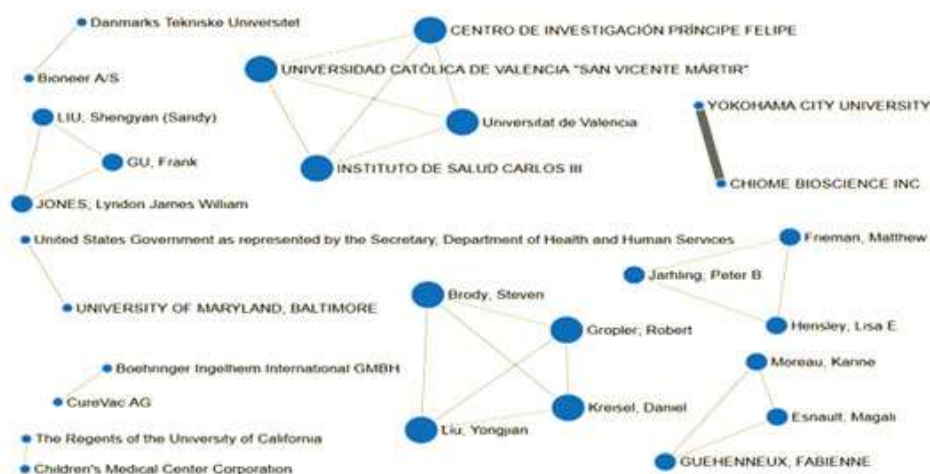 Danmarks Tekniske Universitet
CENTRO DE INVESTIGACIÓN PRÍNCIPE FELIPE
UNIVERSIDAD CATÓLICA DE VALENCIA "SAN VICENTE MÁRTIR"
Bioneer A/S
YOKOHAMA CITY UNIVERSITY
LIU, Shengyan (Sandy)
Universitat de Valencia
GU, Frank
INSTITUTO DE SALUD CARLOS III
CHIOME BIOSCIENCE INC
JONES, Lyndon James William
United States Government as represented by the Secretary, Department of Health and Human Services
Frieman, Matthew
Jarhling, Peter B
Brody, Steven
UNIVERSITY OF MARYLAND, BALTIMORE
Gropler, Robert
Hensley, Lisa E.
Boehringer Ingelheim International GMBH
Moreau, Karine
CureVac AG
Kreisel, Daniel
Esnault, Magali
Liu, Yongjian
The Regents of the University of California
GUEHENNEUX, FABIENNE
Children's Medical Center Corporation